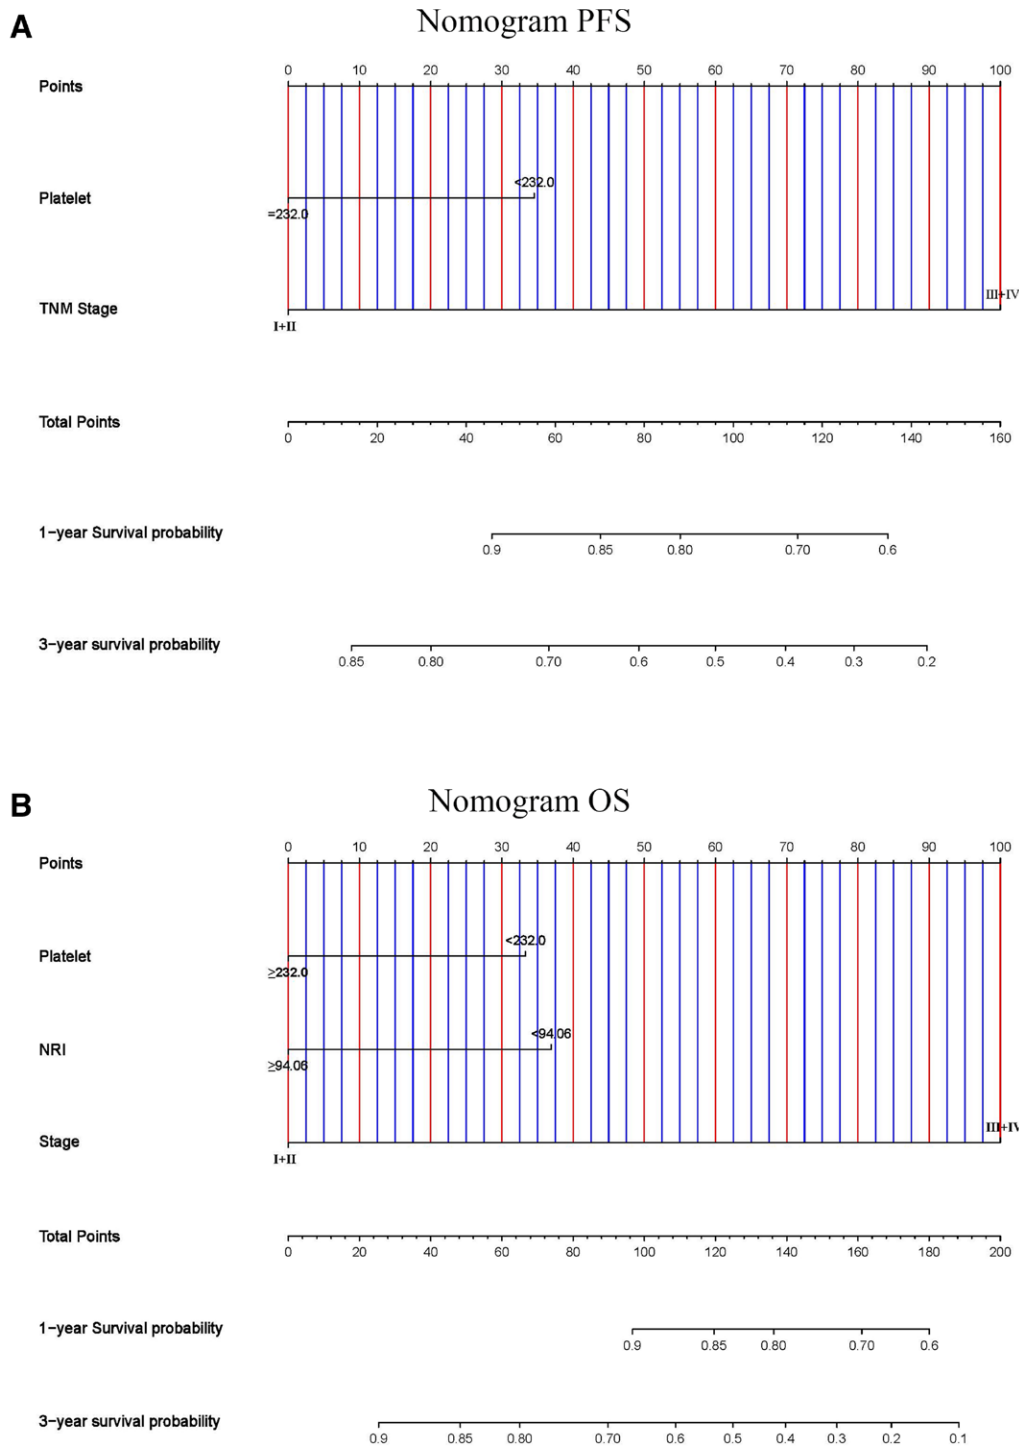 A
Nomogram PFS
0 10 20 30 40 50 60 70 80 90 100
Points
<232.0
Platelet
=232.0
III+IV
TNM Stage
I+II
Total Points
0 20 40 60 80 100 120 140 160
1-year Survival probability
0.9 0.85 0.80 0.70 0.6
3-year survival probability
0.85 0.80 0.70 0.6 0.5 0.4 0.3 0.2
B
Nomogram OS
0 10 20 30 40 50 60 70 80 90 100
Points
<232.0
Platelet
≥232.0
<94.06
NRI
≥94.06
III+IV
Stage
I+II
Total Points
0 20 40 60 80 100 120 140 160 180 200
1-year Survival probability
0.9 0.85 0.80 0.70 0.6
3-year survival probability
0.9 0.85 0.80 0.70 0.6 0.5 0.4 0.3 0.2 0.1